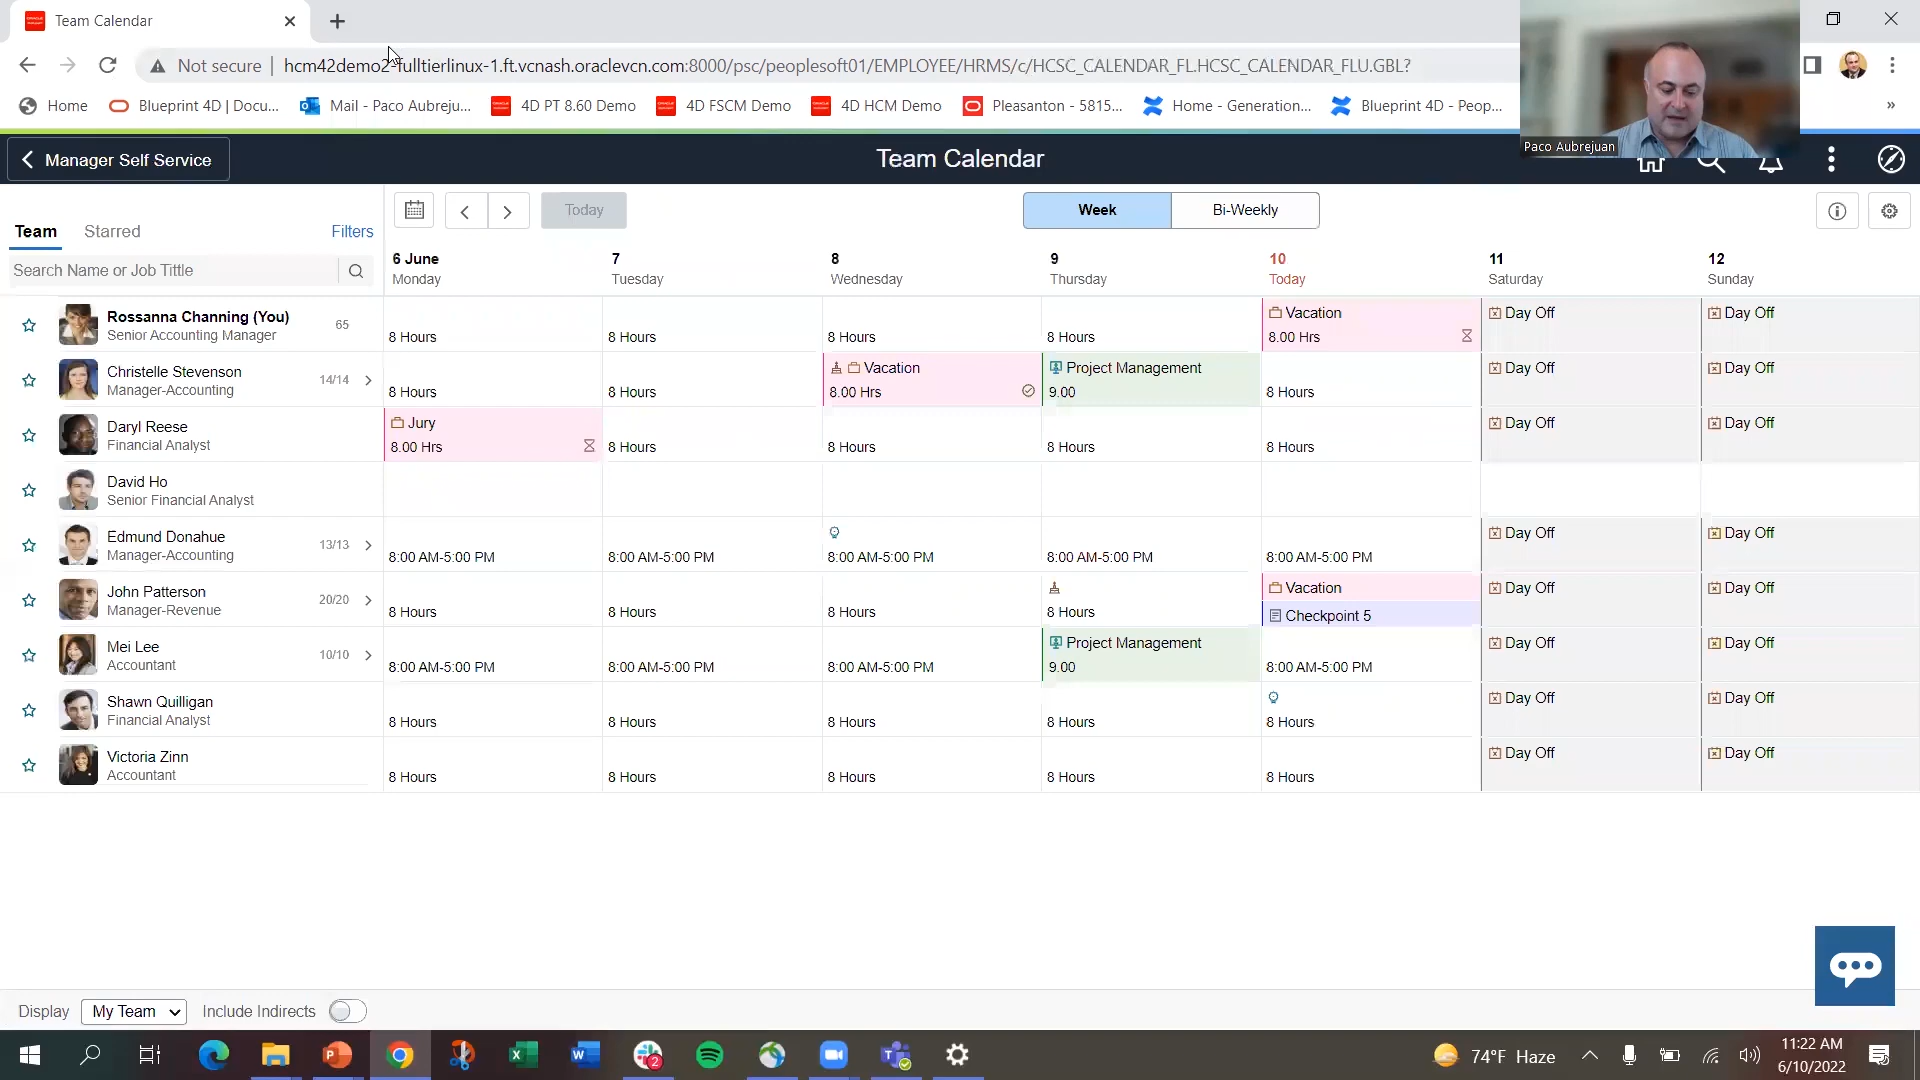 Team Calendar
Not secure
hcm42demo2-fulltierlinux-1.ft.vcnash.oraclevcn.com:8000/psc/peoplesoft01/EMPLOYEE/HRMS/c/HCSC_CALENDAR_FL.HCSC_CALENDAR_FLU.GBL?
Home
Blueprint 4D | Docu...
Mail - Paco Aubreju...
4D PT 8.60 Demo
4D FSCM Demo
4D HCM Demo
Pleasanton - 5815...
Home - Generation...
Blueprint 4D - Peop...
»
Paco Aubrejuan
Manager Self Service
Team Calendar
Today
Week
Bi-Weekly
Team
Starred
Filters
Search Name or Job Tittle
6 June
Monday
7
Tuesday
8
Wednesday
9
Thursday
10
Today
11
Saturday
12
Sunday
Rossanna Channing (You)
Senior Accounting Manager
65
8 Hours
8 Hours
8 Hours
8 Hours
Vacation
8.00 Hrs
Day Off
Day Off
Christelle Stevenson
Manager-Accounting
14/14
8 Hours
8 Hours
Vacation
8.00 Hrs
Project Management
9.00
8 Hours
Day Off
Day Off
Daryl Reese
Financial Analyst
Jury
8.00 Hrs
8 Hours
8 Hours
8 Hours
8 Hours
Day Off
Day Off
David Ho
Senior Financial Analyst
Edmund Donahue
Manager-Accounting
13/13
8:00 AM-5:00 PM
8:00 AM-5:00 PM
8:00 AM-5:00 PM
8:00 AM-5:00 PM
8:00 AM-5:00 PM
Day Off
Day Off
John Patterson
Manager-Revenue
20/20
8 Hours
8 Hours
8 Hours
8 Hours
Vacation
Checkpoint 5
Day Off
Day Off
Mei Lee
Accountant
10/10
8:00 AM-5:00 PM
8:00 AM-5:00 PM
8:00 AM-5:00 PM
Project Management
9.00
8:00 AM-5:00 PM
Day Off
Day Off
Shawn Quilligan
Financial Analyst
8 Hours
8 Hours
8 Hours
8 Hours
8 Hours
Day Off
Day Off
Victoria Zinn
Accountant
8 Hours
8 Hours
8 Hours
8 Hours
8 Hours
Day Off
Day Off
Display
My Team
Include Indirects
2
74°F Haze
11:22 AM
6/10/2022